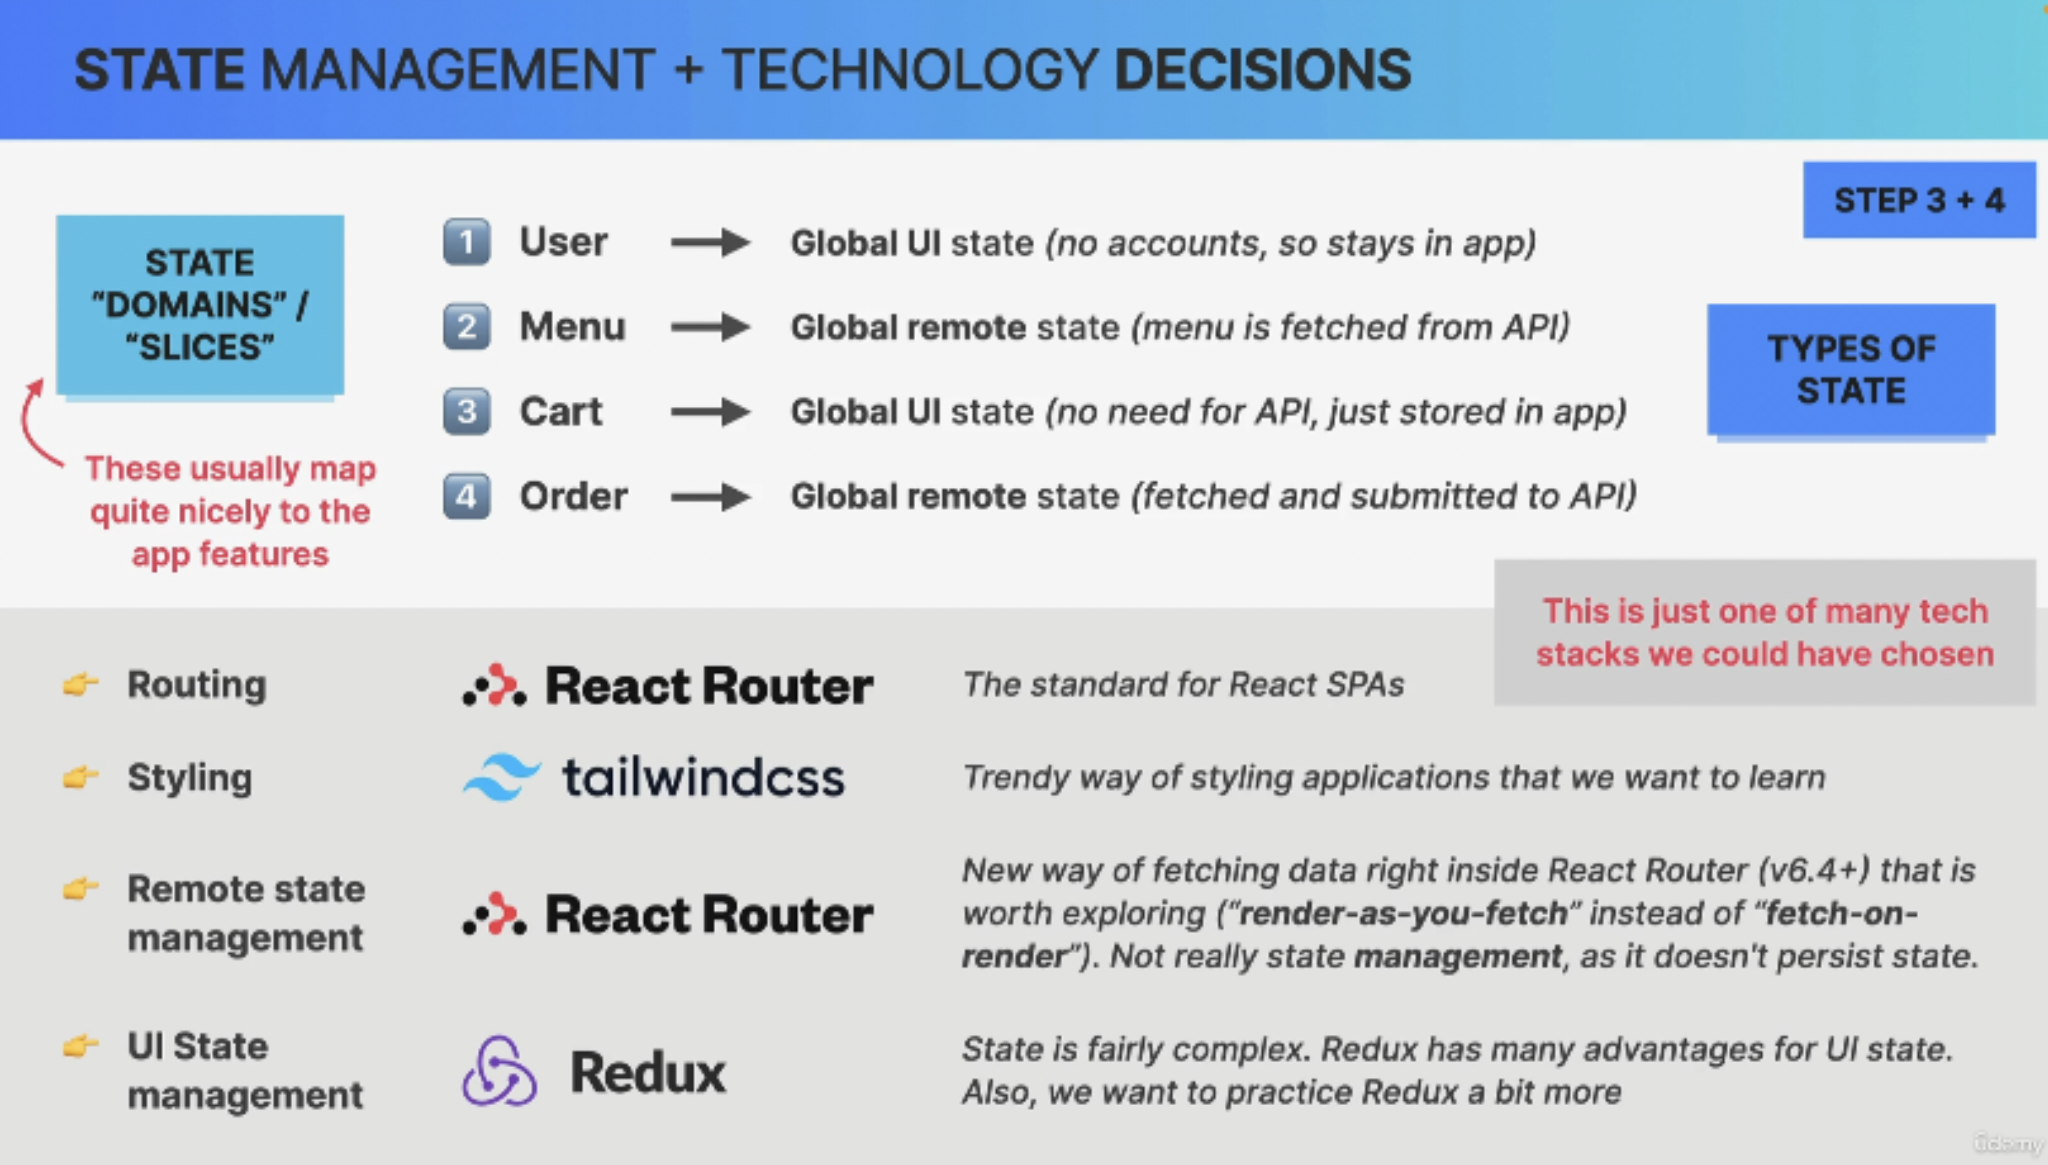 STATE MANAGEMENT + TECHNOLOGY DECISIONS
STEP 3 + 4
STATE
“DOMAINS” /
“SLICES”
These usually map
quite nicely to the
app features
1 User → Global UI state (no accounts, so stays in app)
2 Menu → Global remote state (menu is fetched from API)
3 Cart → Global UI state (no need for API, just stored in app)
4 Order → Global remote state (fetched and submitted to API)
TYPES OF
STATE
This is just one of many tech
stacks we could have chosen
Routing React Router The standard for React SPAs
Styling tailwindcss Trendy way of styling applications that we want to learn
Remote state
management
React Router
New way of fetching data right inside React Router (v6.4+) that is
worth exploring (“render-as-you-fetch” instead of “fetch-on-
render”). Not really state management, as it doesn't persist state.
UI State
management
Redux
State is fairly complex. Redux has many advantages for UI state.
Also, we want to practice Redux a bit more
ûdemy